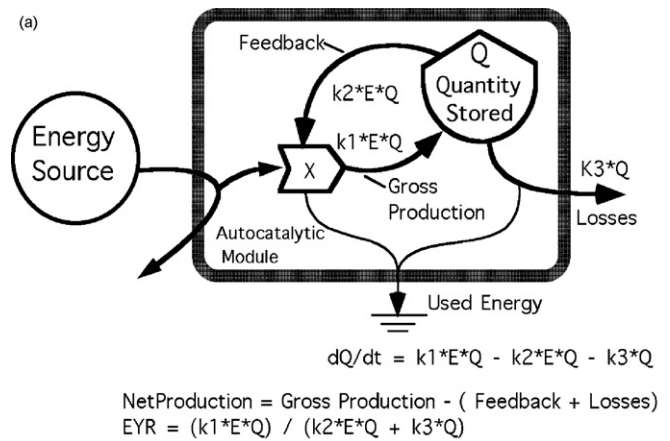 (a)
Feedback
Q
Quantity
Stored
k2*E*Q
Energy
Source
k1*E*Q
X
K3*Q
Gross
Production
Losses
Autocatalytic
Module
Used Energy
dQ/dt = k1*E*Q - k2*E*Q - k3*Q
NetProduction = Gross Production - ( Feedback + Losses)
EYR = (k1*E*Q) / (k2*E*Q + k3*Q)